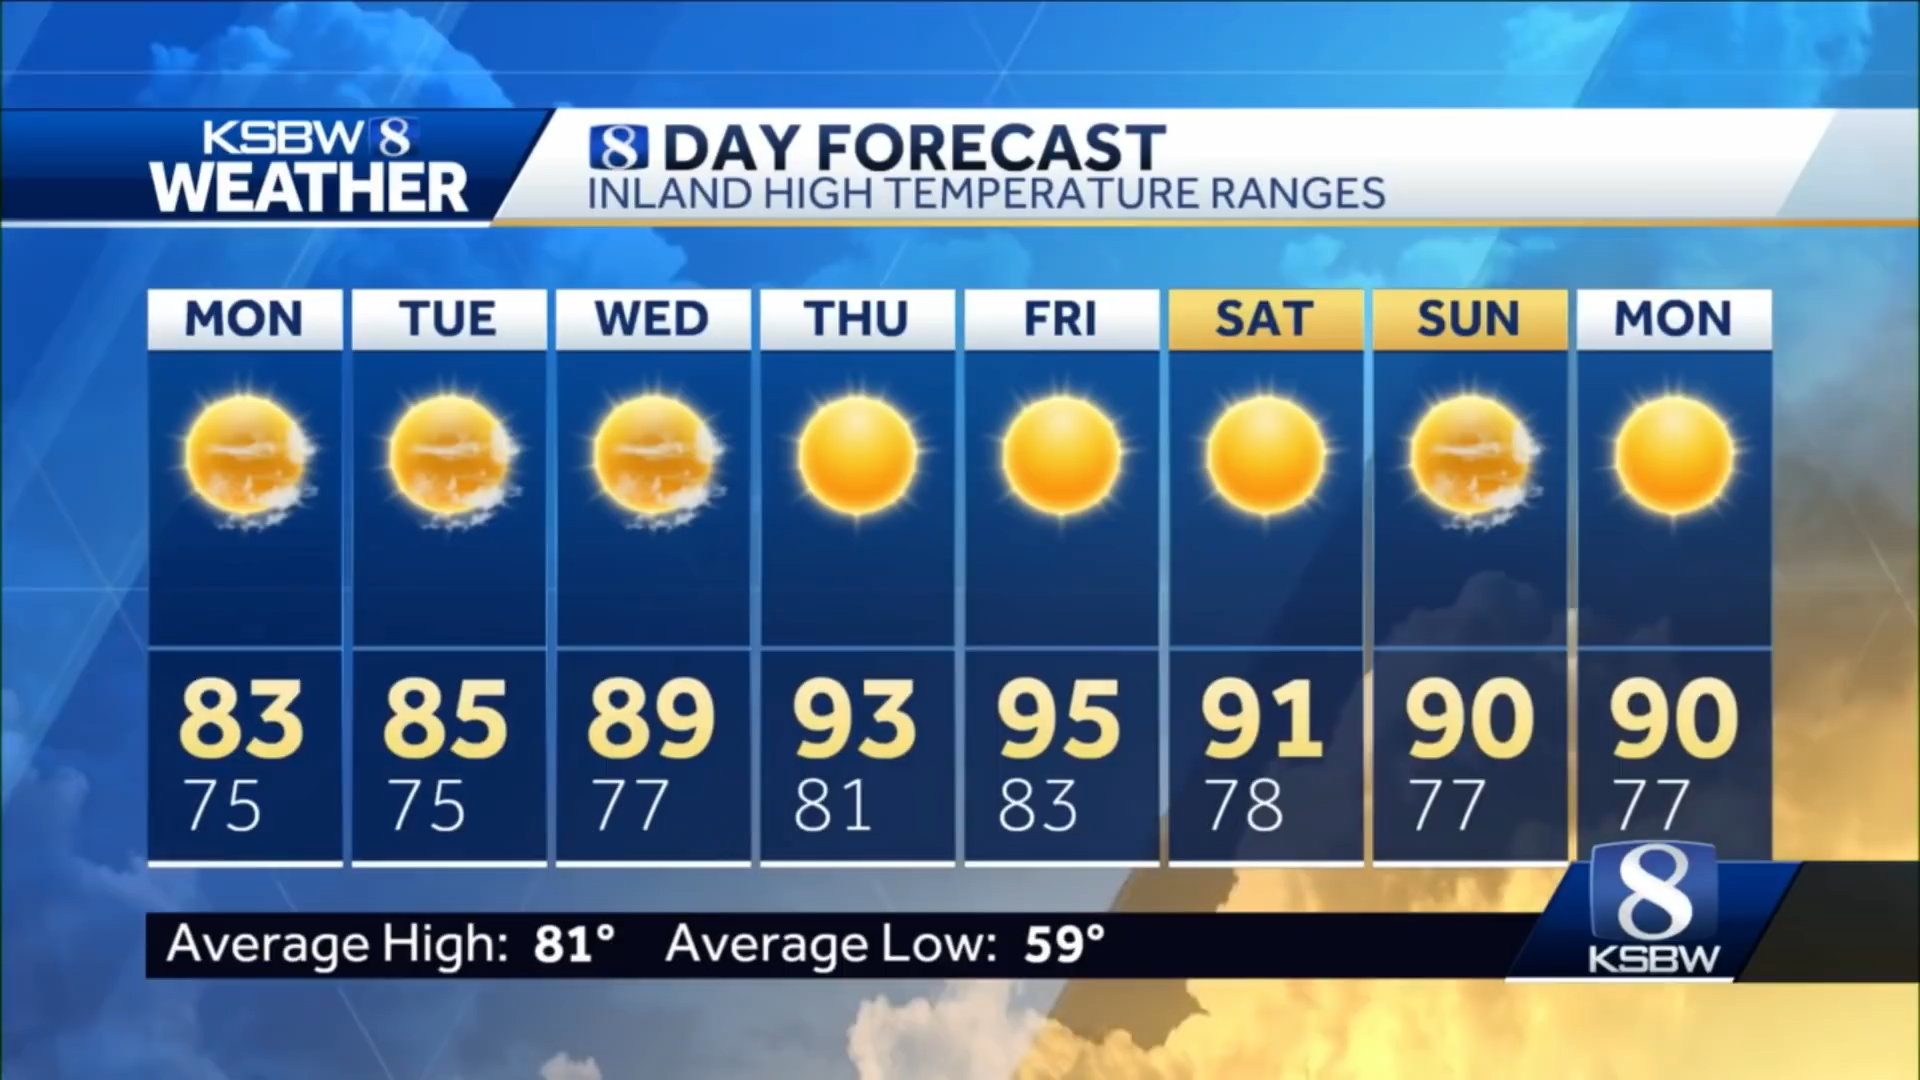 KSBW 8
WEATHER
8 DAY FORECAST
INLAND HIGH TEMPERATURE RANGES
MON TUE WED THU FRI SAT SUN MON
83 85 89 93 95 91 90 90
75 75 77 81 83 78 77 77
Average High: 81° Average Low: 59°
8
KSBW